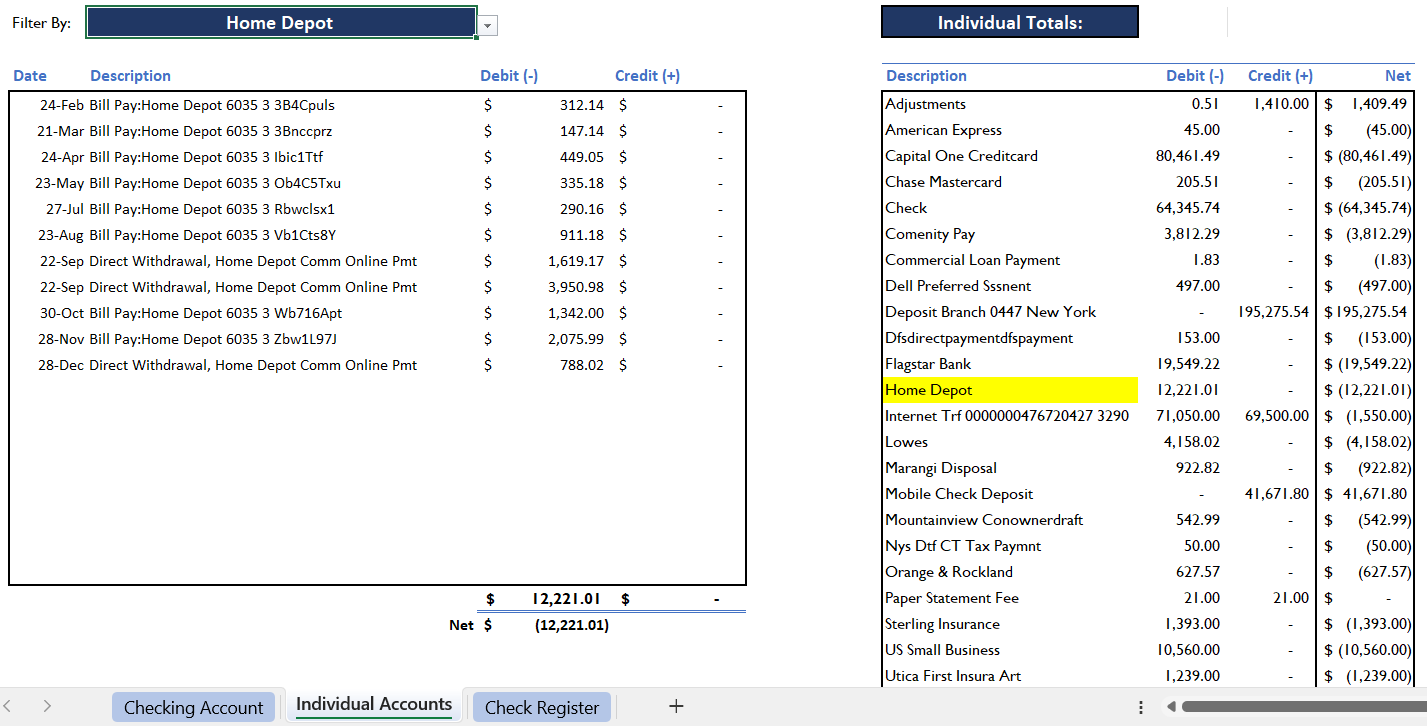 Filter By: Home Depot
Date Description Debit (-) Credit (+)
24-Feb Bill Pay:Home Depot 6035 3 3B4Cpuls $ 312.14 $ -
21-Mar Bill Pay:Home Depot 6035 3 3Bnccprz $ 147.14 $ -
24-Apr Bill Pay:Home Depot 6035 3 Ibic1Ttf $ 449.05 $ -
23-May Bill Pay:Home Depot 6035 3 Ob4C5Txu $ 335.18 $ -
27-Jul Bill Pay:Home Depot 6035 3 Rbwclsx1 $ 290.16 $ -
23-Aug Bill Pay:Home Depot 6035 3 Vb1Cts8Y $ 911.18 $ -
22-Sep Direct Withdrawal, Home Depot Comm Online Pmt $ 1,619.17 $ -
22-Sep Direct Withdrawal, Home Depot Comm Online Pmt $ 3,950.98 $ -
30-Oct Bill Pay:Home Depot 6035 3 Wb716Apt $ 1,342.00 $ -
28-Nov Bill Pay:Home Depot 6035 3 Zbw1L97J $ 2,075.99 $ -
28-Dec Direct Withdrawal, Home Depot Comm Online Pmt $ 788.02 $ -
$ 12,221.01 $ -
Net $ (12,221.01)
Individual Totals:
Description Debit (-) Credit (+) Net
Adjustments 0.51 1,410.00 $ 1,409.49
American Express 45.00 - $ (45.00)
Capital One Creditcard 80,461.49 - $ (80,461.49)
Chase Mastercard 205.51 - $ (205.51)
Check 64,345.74 - $ (64,345.74)
Comenity Pay 3,812.29 - $ (3,812.29)
Commercial Loan Payment 1.83 - $ (1.83)
Dell Preferred Sssnent 497.00 - $ (497.00)
Deposit Branch 0447 New York - 195,275.54 $ 195,275.54
Dfsdirectpaymentdfspayment 153.00 - $ (153.00)
Flagstar Bank 19,549.22 - $ (19,549.22)
Home Depot 12,221.01 - $ (12,221.01)
Internet Trf 0000000476720427 3290 71,050.00 69,500.00 $ (1,550.00)
Lowes 4,158.02 - $ (4,158.02)
Marangi Disposal 922.82 - $ (922.82)
Mobile Check Deposit - 41,671.80 $ 41,671.80
Mountainview Conownerdraft 542.99 - $ (542.99)
Nys Dtf CT Tax Paymnt 50.00 - $ (50.00)
Orange & Rockland 627.57 - $ (627.57)
Paper Statement Fee 21.00 21.00 $ -
Sterling Insurance 1,393.00 - $ (1,393.00)
US Small Business 10,560.00 - $ (10,560.00)
Utica First Insura Art 1,239.00 - $ (1,239.00)
Checking Account Individual Accounts Check Register +